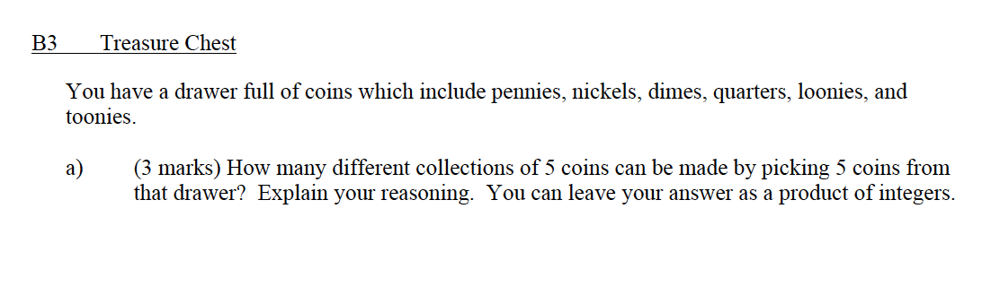 B3 Treasure Chest
You have a drawer full of coins which include pennies, nickels, dimes, quarters, loonies, and
toonies.
a) (3 marks) How many different collections of 5 coins can be made by picking 5 coins from
that drawer? Explain your reasoning. You can leave your answer as a product of integers.